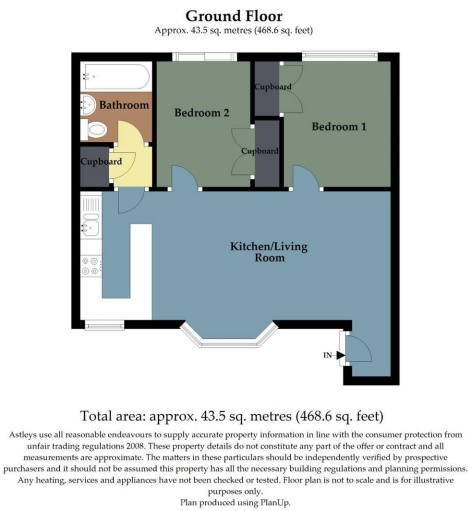 Ground Floor
Approx. 43.5 sq. metres (468.6 sq. feet)
Cupboard
Bathroom
Bedroom 2
Bedroom 1
Cupboard
Cupboard
Kitchen/Living
Room
IN
Total area: approx. 43.5 sq. metres (468.6 sq. feet)
Astleys use all reasonable endeavours to supply accurate property information in line with the consumer protection from
unfair trading regulations 2008. These property details do not constitute any part of the offer or contract and all
measurements are approximate. The matters in these particulars should be independently verified by prospective
purchasers and it should not be assumed this property has all the necessary building regulations and planning permissions.
Any heating, services and appliances have not been checked or tested. Floor plan is not to scale and is for illustrative
purposes only.
Plan produced using PlanUp.